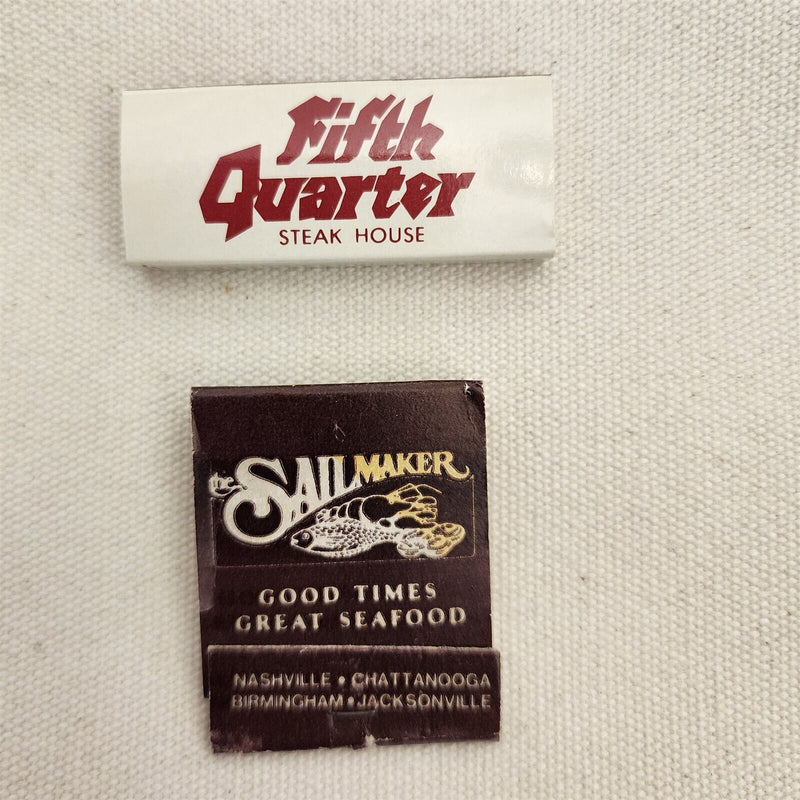 Fifth
Quarter
STEAK HOUSE
the SAILMAKER
GOOD TIMES
GREAT SEAFOOD
NASHVILLE • CHATTANOOGA
BIRMINGHAM • JACKSONVILLE